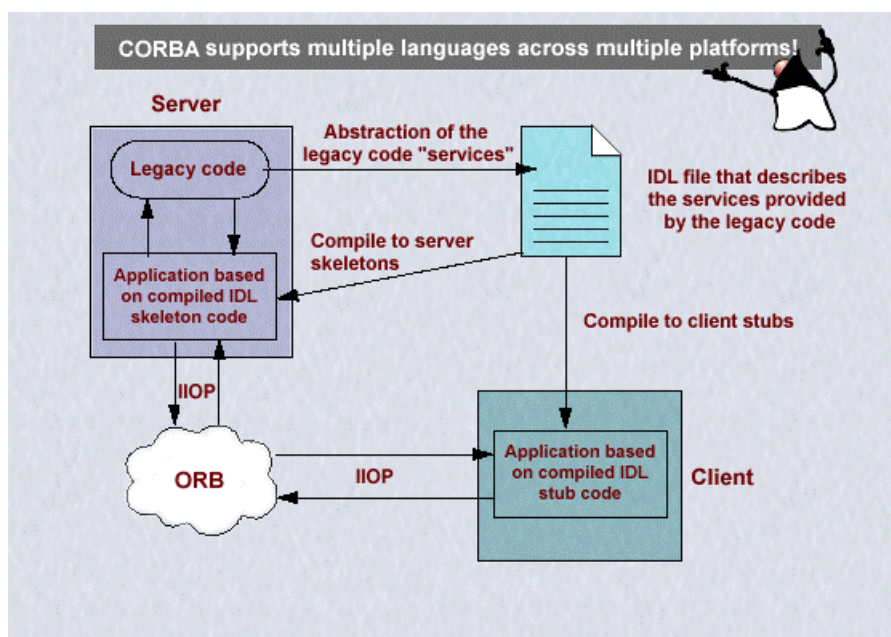 CORBA supports multiple languages across multiple platforms!
Server
Legacy code
Abstraction of the
legacy code "services"
IDL file that describes
the services provided
by the legacy code
Compile to server
skeletons
Application based
on compiled IDL
skeleton code
Compile to client stubs
IIOP
ORB
IIOP
Application based
on compiled IDL
stub code
Client